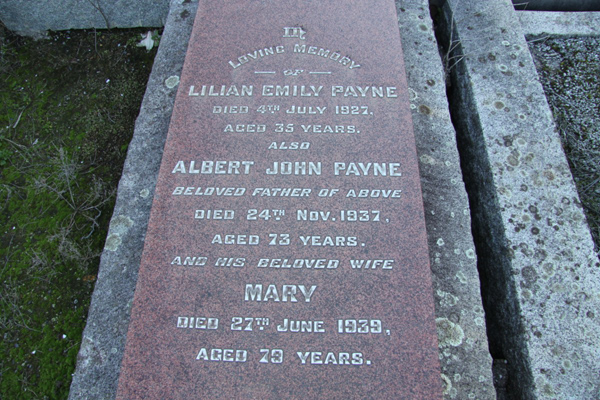 IN
LOVING MEMORY
OF
LILIAN EMILY PAYNE
DIED 4TH JULY 1927.
AGED 35 YEARS.
ALSO
ALBERT JOHN PAYNE
BELOVED FATHER OF ABOVE
DIED 24TH NOV. 1937,
AGED 73 YEARS.
AND HIS BELOVED WIFE
MARY
DIED 27TH JUNE 1939,
AGED 79 YEARS.